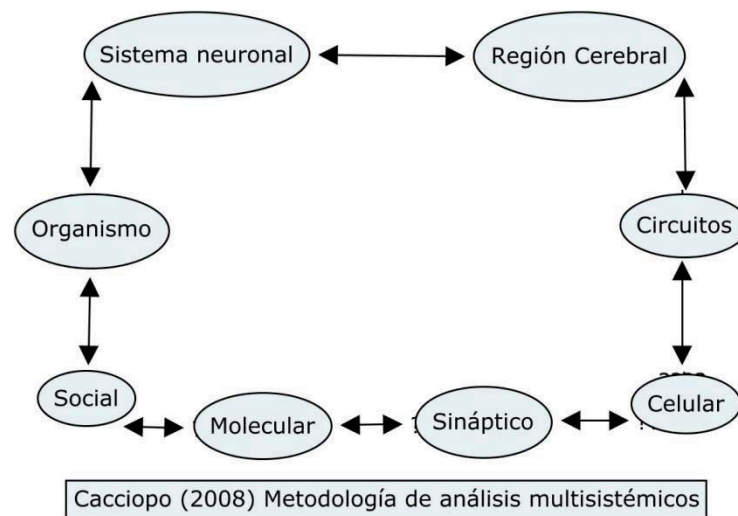 Sistema neuronal
Región Cerebral
Organismo
Circuitos
Social
Molecular
Sináptico
Celular
Cacciopo (2008) Metodología de análisis multisistémicos